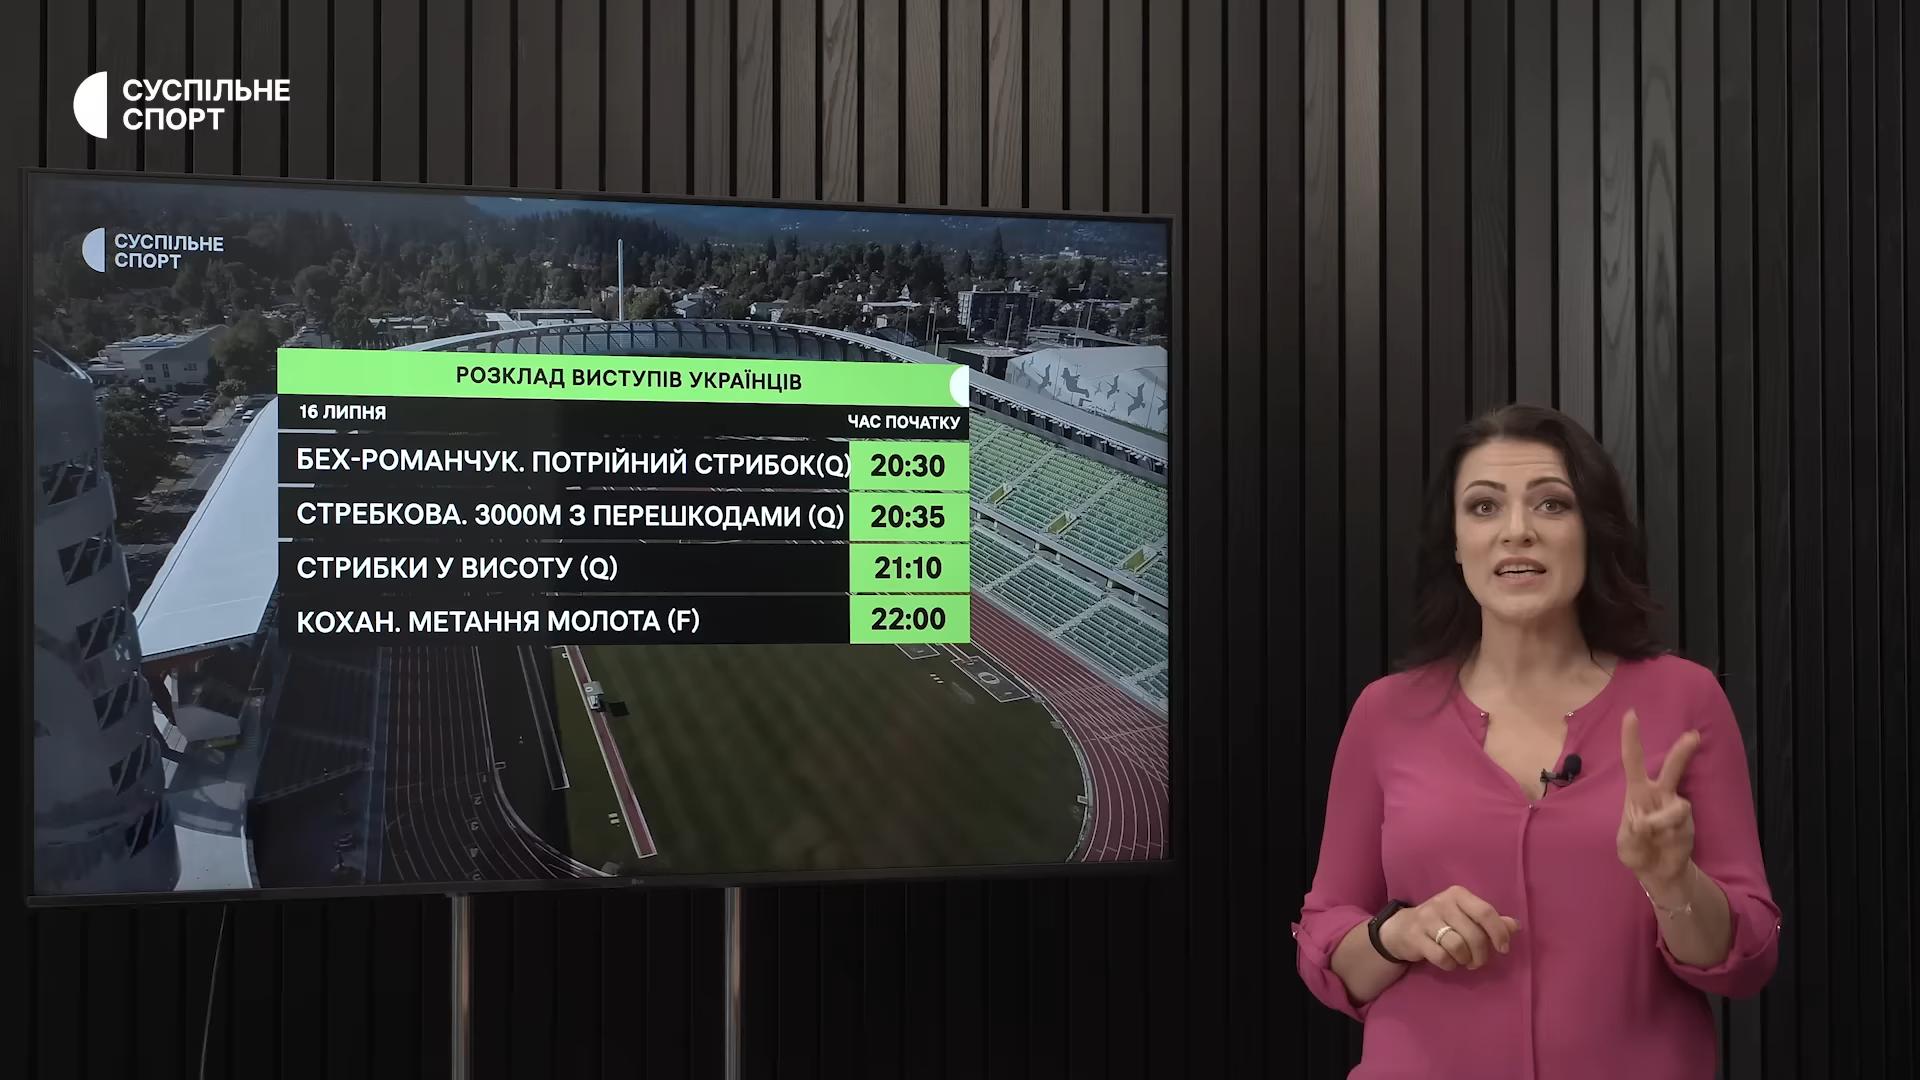 СУСПІЛЬНЕ
СПОРТ
СУСПІЛЬНЕ
СПОРТ
РОЗКЛАД ВИСТУПІВ УКРАЇНЦІВ
16 ЛИПНЯ ЧАС ПОЧАТКУ
БЕХ-РОМАНЧУК. ПОТРІЙНИЙ СТРИБОК(Q) 20:30
СТРЕБКОВА. 3000М З ПЕРЕШКОДАМИ (Q) 20:35
СТРИБКИ У ВИСОТУ (Q) 21:10
КОХАН. МЕТАННЯ МОЛОТА (F) 22:00